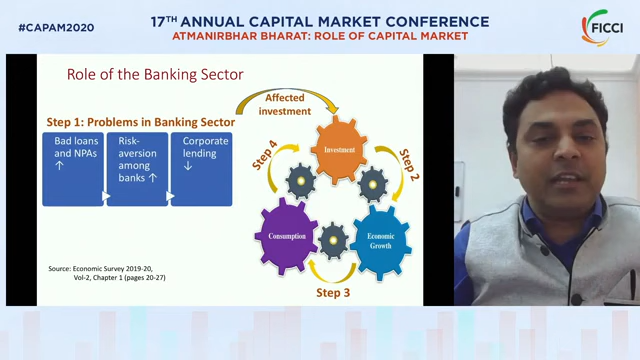 #CAPAM2020
17TH ANNUAL CAPITAL MARKET CONFERENCE
ATMANIRBHAR BHARAT: ROLE OF CAPITAL MARKET
FICCI
Role of the Banking Sector
Affected
investment
Step 1: Problems in Banking Sector
Bad loans
and NPAs
↑
Risk-
aversion
among
banks ↑
Corporate
lending
↓
Investment
Step 4
Step 2
Consumption
Economic
Growth
Step 3
Source: Economic Survey 2019-20,
Vol-2, Chapter 1 (pages 20-27)